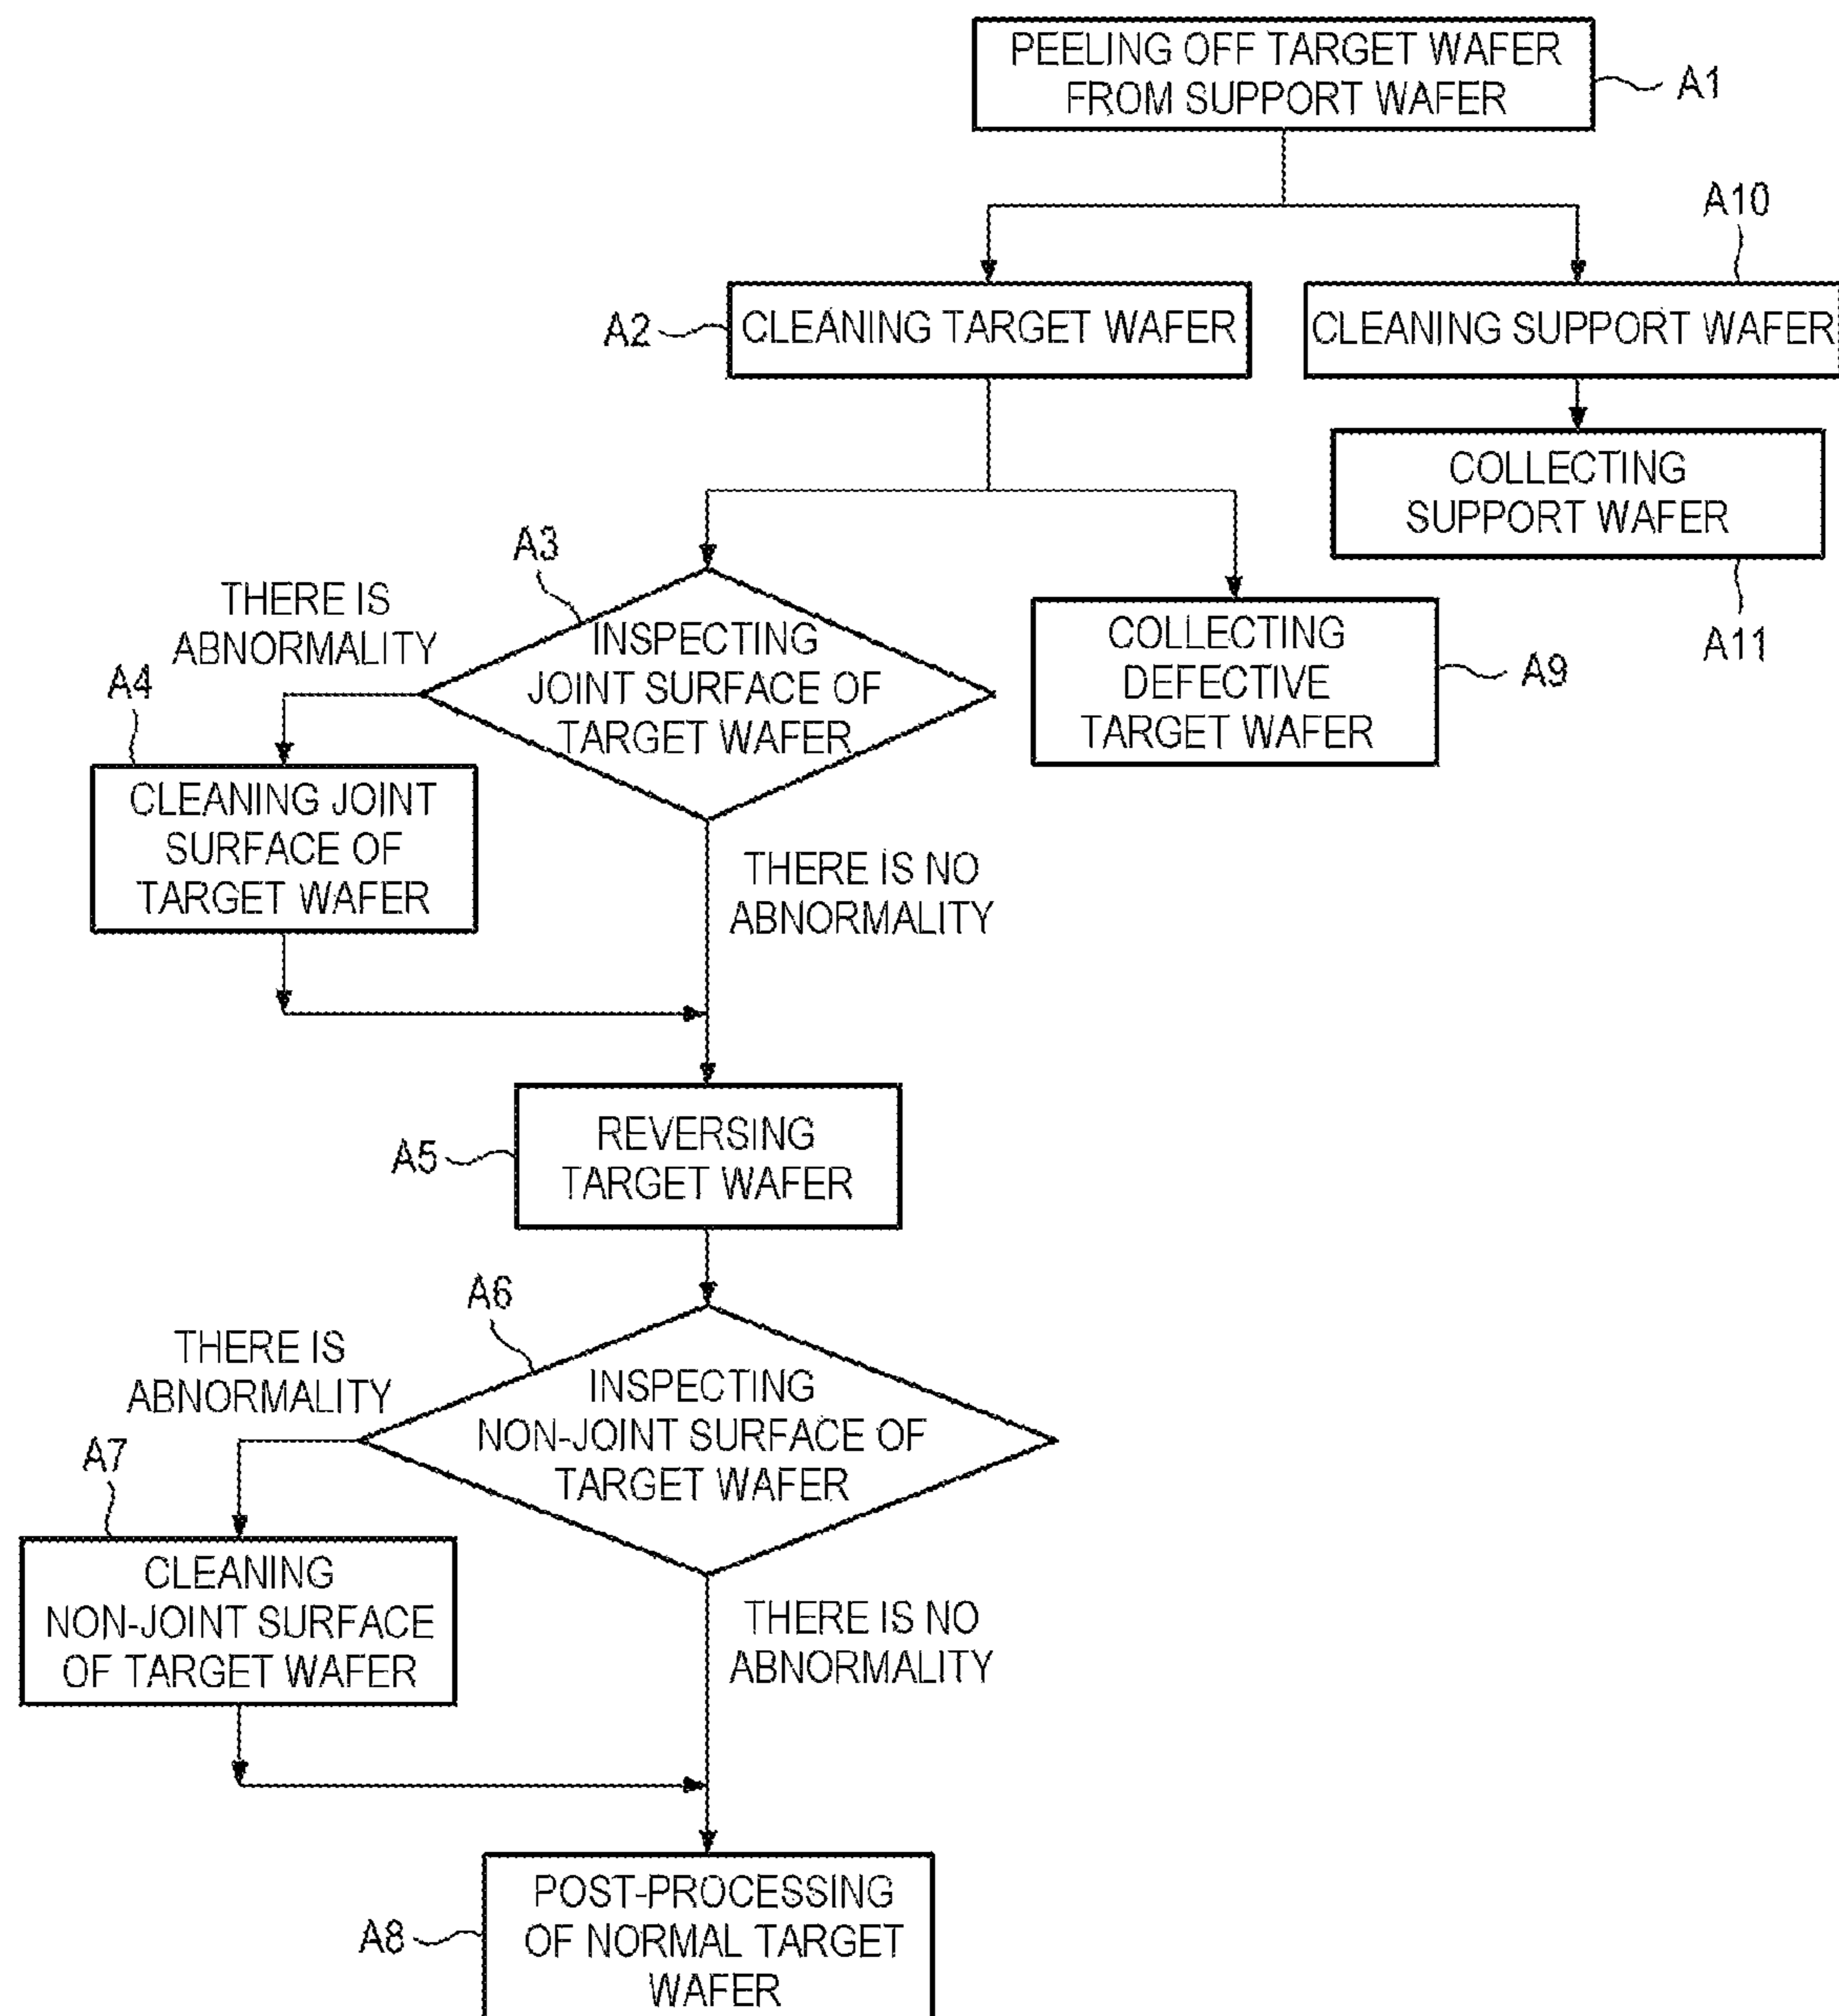 PEELING OFF TARGET WAFER
FROM SUPPORT WAFER
A1
A10
A2
CLEANING TARGET WAFER
CLEANING SUPPORT WAFER
COLLECTING
SUPPORT WAFER
A11
A3
THERE IS
ABNORMALITY
INSPECTING
JOINT SURFACE OF
TARGET WAFER
COLLECTING
DEFECTIVE
TARGET WAFER
A9
A4
CLEANING JOINT
SURFACE OF
TARGET WAFER
THERE IS NO
ABNORMALITY
A5
REVERSING
TARGET WAFER
A6
THERE IS
ABNORMALITY
INSPECTING
NON-JOINT SURFACE OF
TARGET WAFER
A7
CLEANING
NON-JOINT SURFACE
OF TARGET WAFER
THERE IS NO
ABNORMALITY
A8
POST-PROCESSING
OF NORMAL TARGET
WAFER